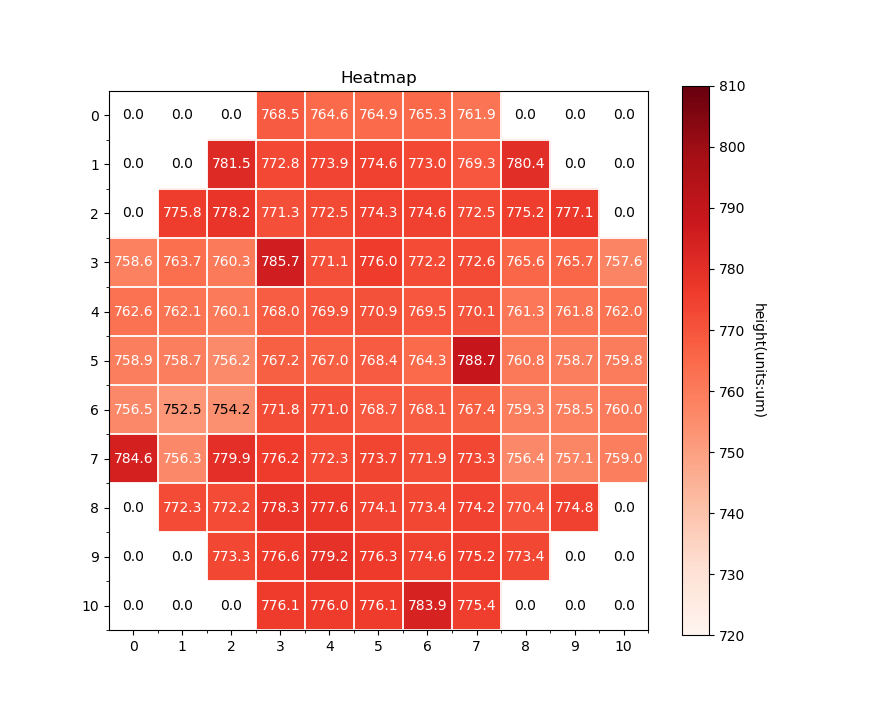 Heatmap
0 0.0 0.0 0.0 768.5 764.6 764.9 765.3 761.9 0.0 0.0 0.0
1 0.0 0.0 781.5 772.8 773.9 774.6 773.0 769.3 780.4 0.0 0.0
2 0.0 775.8 778.2 771.3 772.5 774.3 774.6 772.5 775.2 777.1 0.0
3 758.6 763.7 760.3 785.7 771.1 776.0 772.2 772.6 765.6 765.7 757.6
4 762.6 762.1 760.1 768.0 769.9 770.9 769.5 770.1 761.3 761.8 762.0
5 758.9 758.7 756.2 767.2 767.0 768.4 764.3 788.7 760.8 758.7 759.8
6 756.5 752.5 754.2 771.8 771.0 768.7 768.1 767.4 759.3 758.5 760.0
7 784.6 756.3 779.9 776.2 772.3 773.7 771.9 773.3 756.4 757.1 759.0
8 0.0 772.3 772.2 778.3 777.6 774.1 773.4 774.2 770.4 774.8 0.0
9 0.0 0.0 773.3 776.6 779.2 776.3 774.6 775.2 773.4 0.0 0.0
10 0.0 0.0 0.0 776.1 776.0 776.1 783.9 775.4 0.0 0.0 0.0
0 1 2 3 4 5 6 7 8 9 10
810
800
790
780
770
760
750
740
730
720
height(units:um)